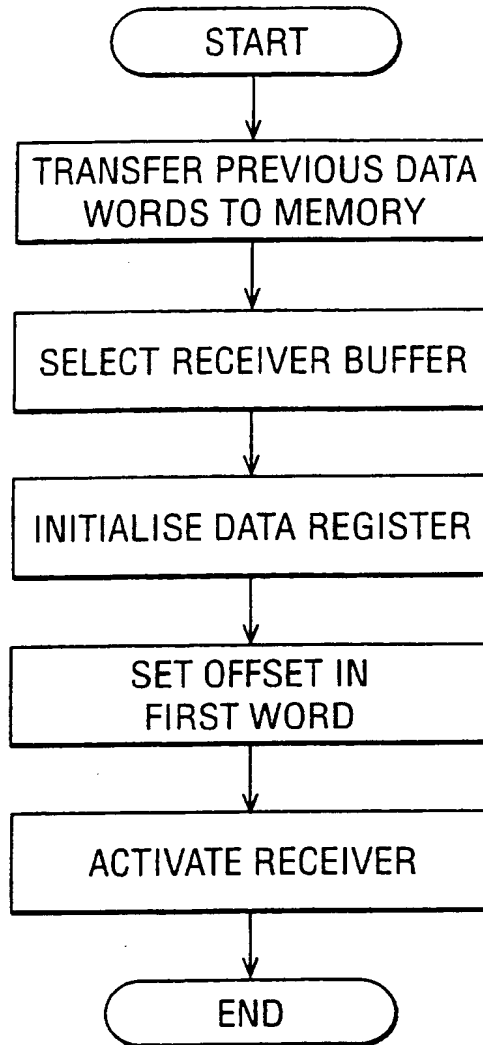 START
TRANSFER PREVIOUS DATA
WORDS TO MEMORY
SELECT RECEIVER BUFFER
INITIALISE DATA REGISTER
SET OFFSET IN
FIRST WORD
ACTIVATE RECEIVER
END